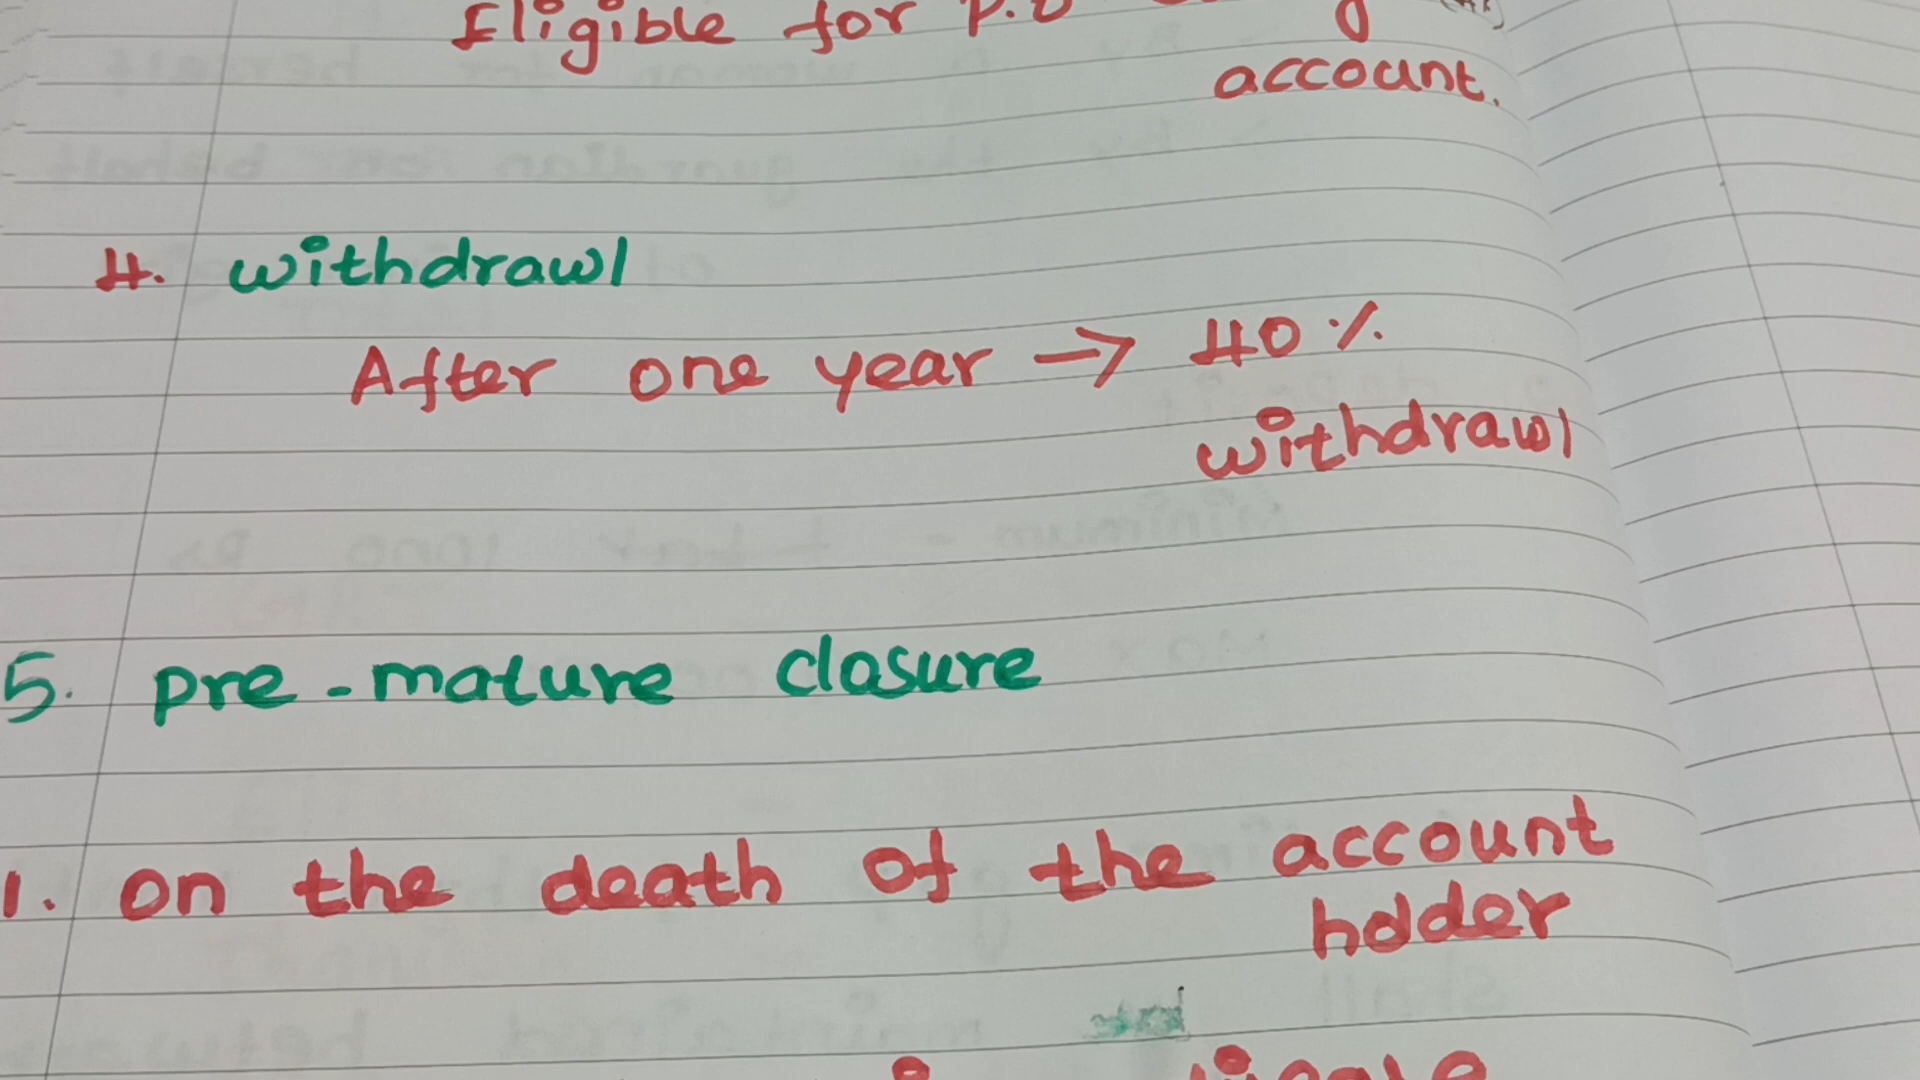 Eligible for P.O
account.
4. withdrawl
After one year → 40%
withdrawl
5. pre-mature closure
1. on the death of the account
holder